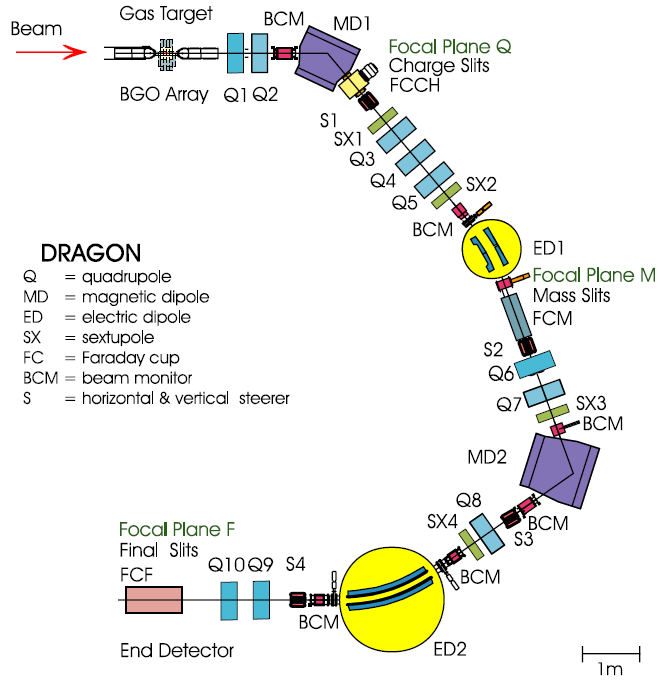 Gas Target
Beam
BCM
MD1
BGO Array
Q1
Q2
Focal Plane Q
Charge Slits
FCCH
S1
SX1
Q3
Q4
Q5
SX2
BCM
ED1
DRAGON
Q = quadrupole
MD = magnetic dipole
ED = electric dipole
SX = sextupole
FC = Faraday cup
BCM = beam monitor
S = horizontal & vertical steerer
Focal Plane M
Mass Slits
FCM
S2
Q6
Q7
SX3
BCM
MD2
Q8
SX4
S3
BCM
BCM
Focal Plane F
Final Slits
FCF
Q10
Q9
S4
BCM
End Detector
ED2
1m